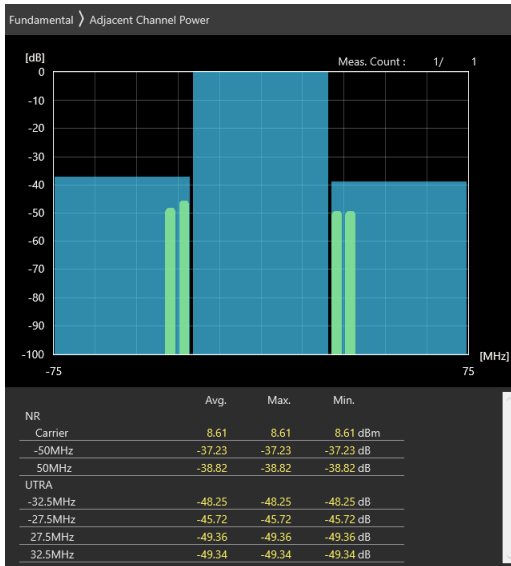 Fundamental 〉 Adjacent Channel Power
[dB]
Meas. Count : 1/ 1
0
-10
-20
-30
-40
-50
-60
-70
-80
-90
-100
[MHz]
-75 75
Avg. Max. Min.
NR
Carrier 8.61 8.61 8.61 dBm
-50MHz -37.23 -37.23 -37.23 dB
50MHz -38.82 -38.82 -38.82 dB
UTRA
-32.5MHz -48.25 -48.25 -48.25 dB
-27.5MHz -45.72 -45.72 -45.72 dB
27.5MHz -49.36 -49.36 -49.36 dB
32.5MHz -49.34 -49.34 -49.34 dB